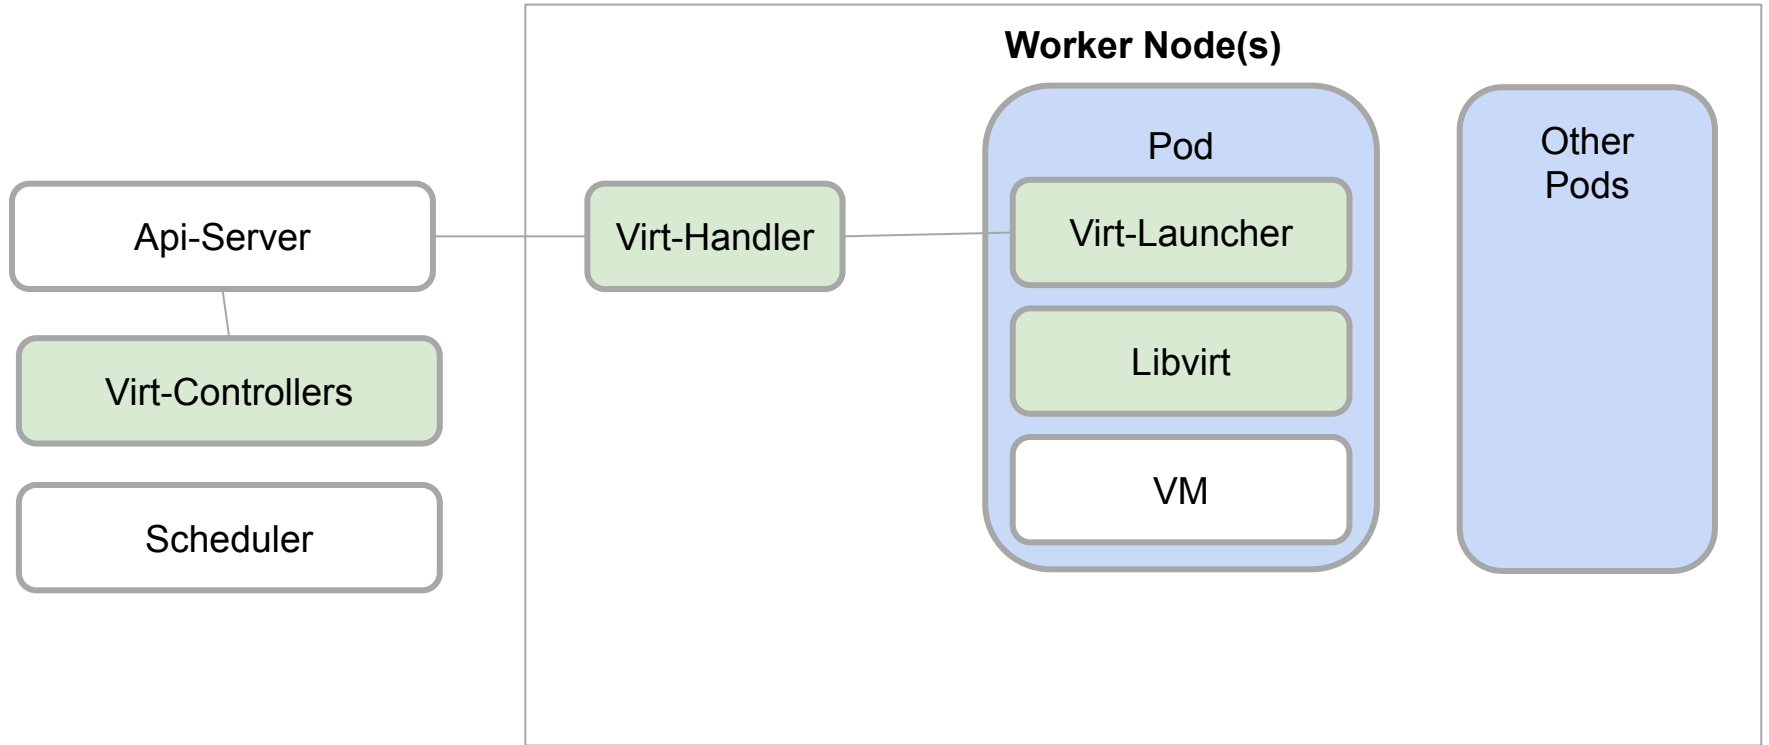 Worker Node(s)
Api-Server
Virt-Controllers
Scheduler
Virt-Handler
Pod
Virt-Launcher
Libvirt
VM
Other
Pods